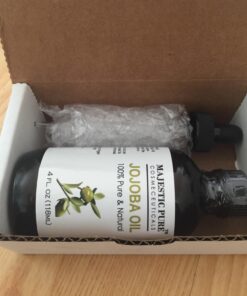 MAJESTIC PURE
COSMECEUTICALS
JOJOBA OIL
100% Pure & Natural
4 FL OZ (118ML)